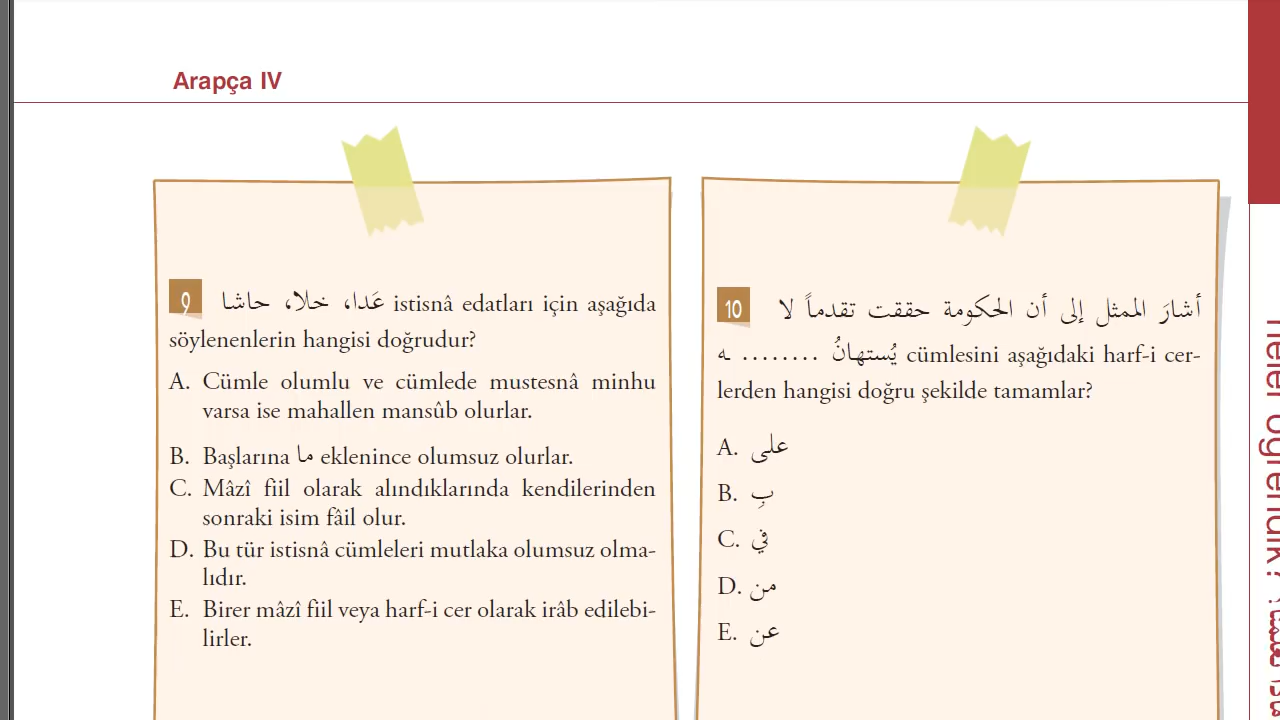 Arapça IV
9 عَدا، خلا، حاشا istisnâ edatları için aşağıda
söylenenlerin hangisi doğrudur?
A. Cümle olumlu ve cümlede mustesnâ minhu
varsa ise mahallen mansûb olurlar.
B. Başlarına ما eklenince olumsuz olurlar.
C. Mâzî fiil olarak alındıklarında kendilerinden
sonraki isim fâil olur.
D. Bu tür istisnâ cümleleri mutlaka olumsuz olma-
lıdır.
E. Birer mâzî fiil veya harf-i cer olarak irâb edilebi-
lirler.
10 أشارَ الممثل إلى أن الحكومة حققت تقدماً لا
يُستهانُ ........ ـه cümlesini aşağıdaki harf-i cer-
lerden hangisi doğru şekilde tamamlar?
A. على
B. بِ
C. في
D. من
E. عن